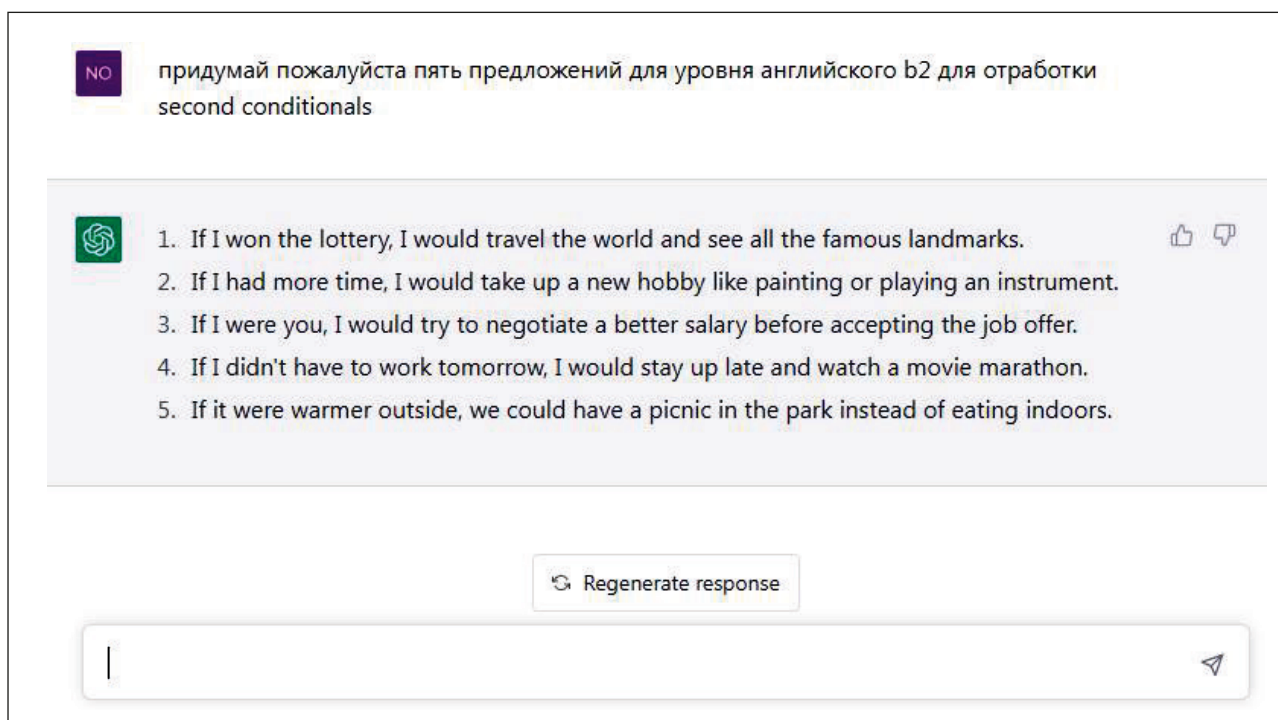 NO
придумай пожалуйста пять предложений для уровня английского b2 для отработки
second conditionals
1. If I won the lottery, I would travel the world and see all the famous landmarks.
2. If I had more time, I would take up a new hobby like painting or playing an instrument.
3. If I were you, I would try to negotiate a better salary before accepting the job offer.
4. If I didn't have to work tomorrow, I would stay up late and watch a movie marathon.
5. If it were warmer outside, we could have a picnic in the park instead of eating indoors.
Regenerate response